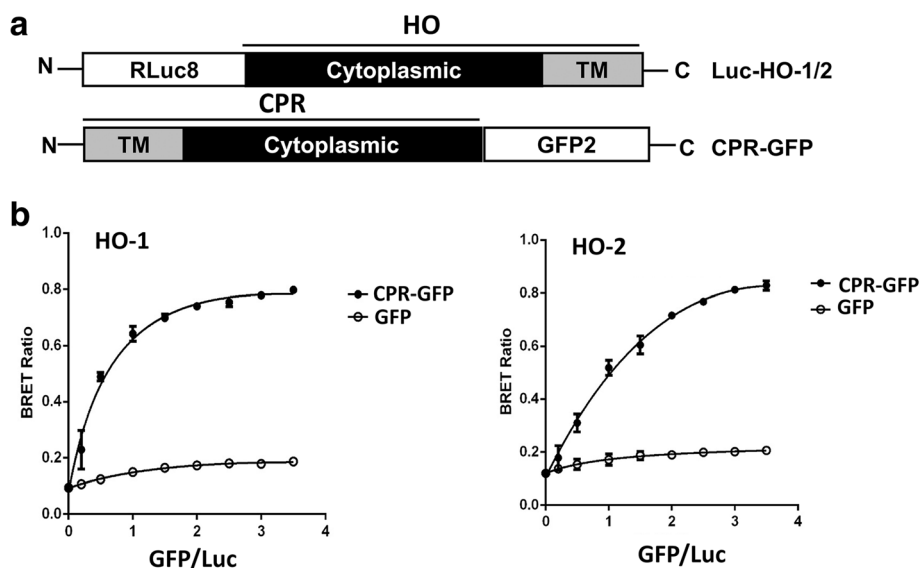 a
HO
N RLuc8 Cytoplasmic TM C Luc-HO-1/2
CPR
N TM Cytoplasmic GFP2 C CPR-GFP
b
HO-1
BRET Ratio
1.0
0.8
0.6
0.4
0.2
0.0
0 1 2 3 4
GFP/Luc
CPR-GFP
GFP
HO-2
BRET Ratio
1.0
0.8
0.6
0.4
0.2
0.0
0 1 2 3 4
GFP/Luc
CPR-GFP
GFP